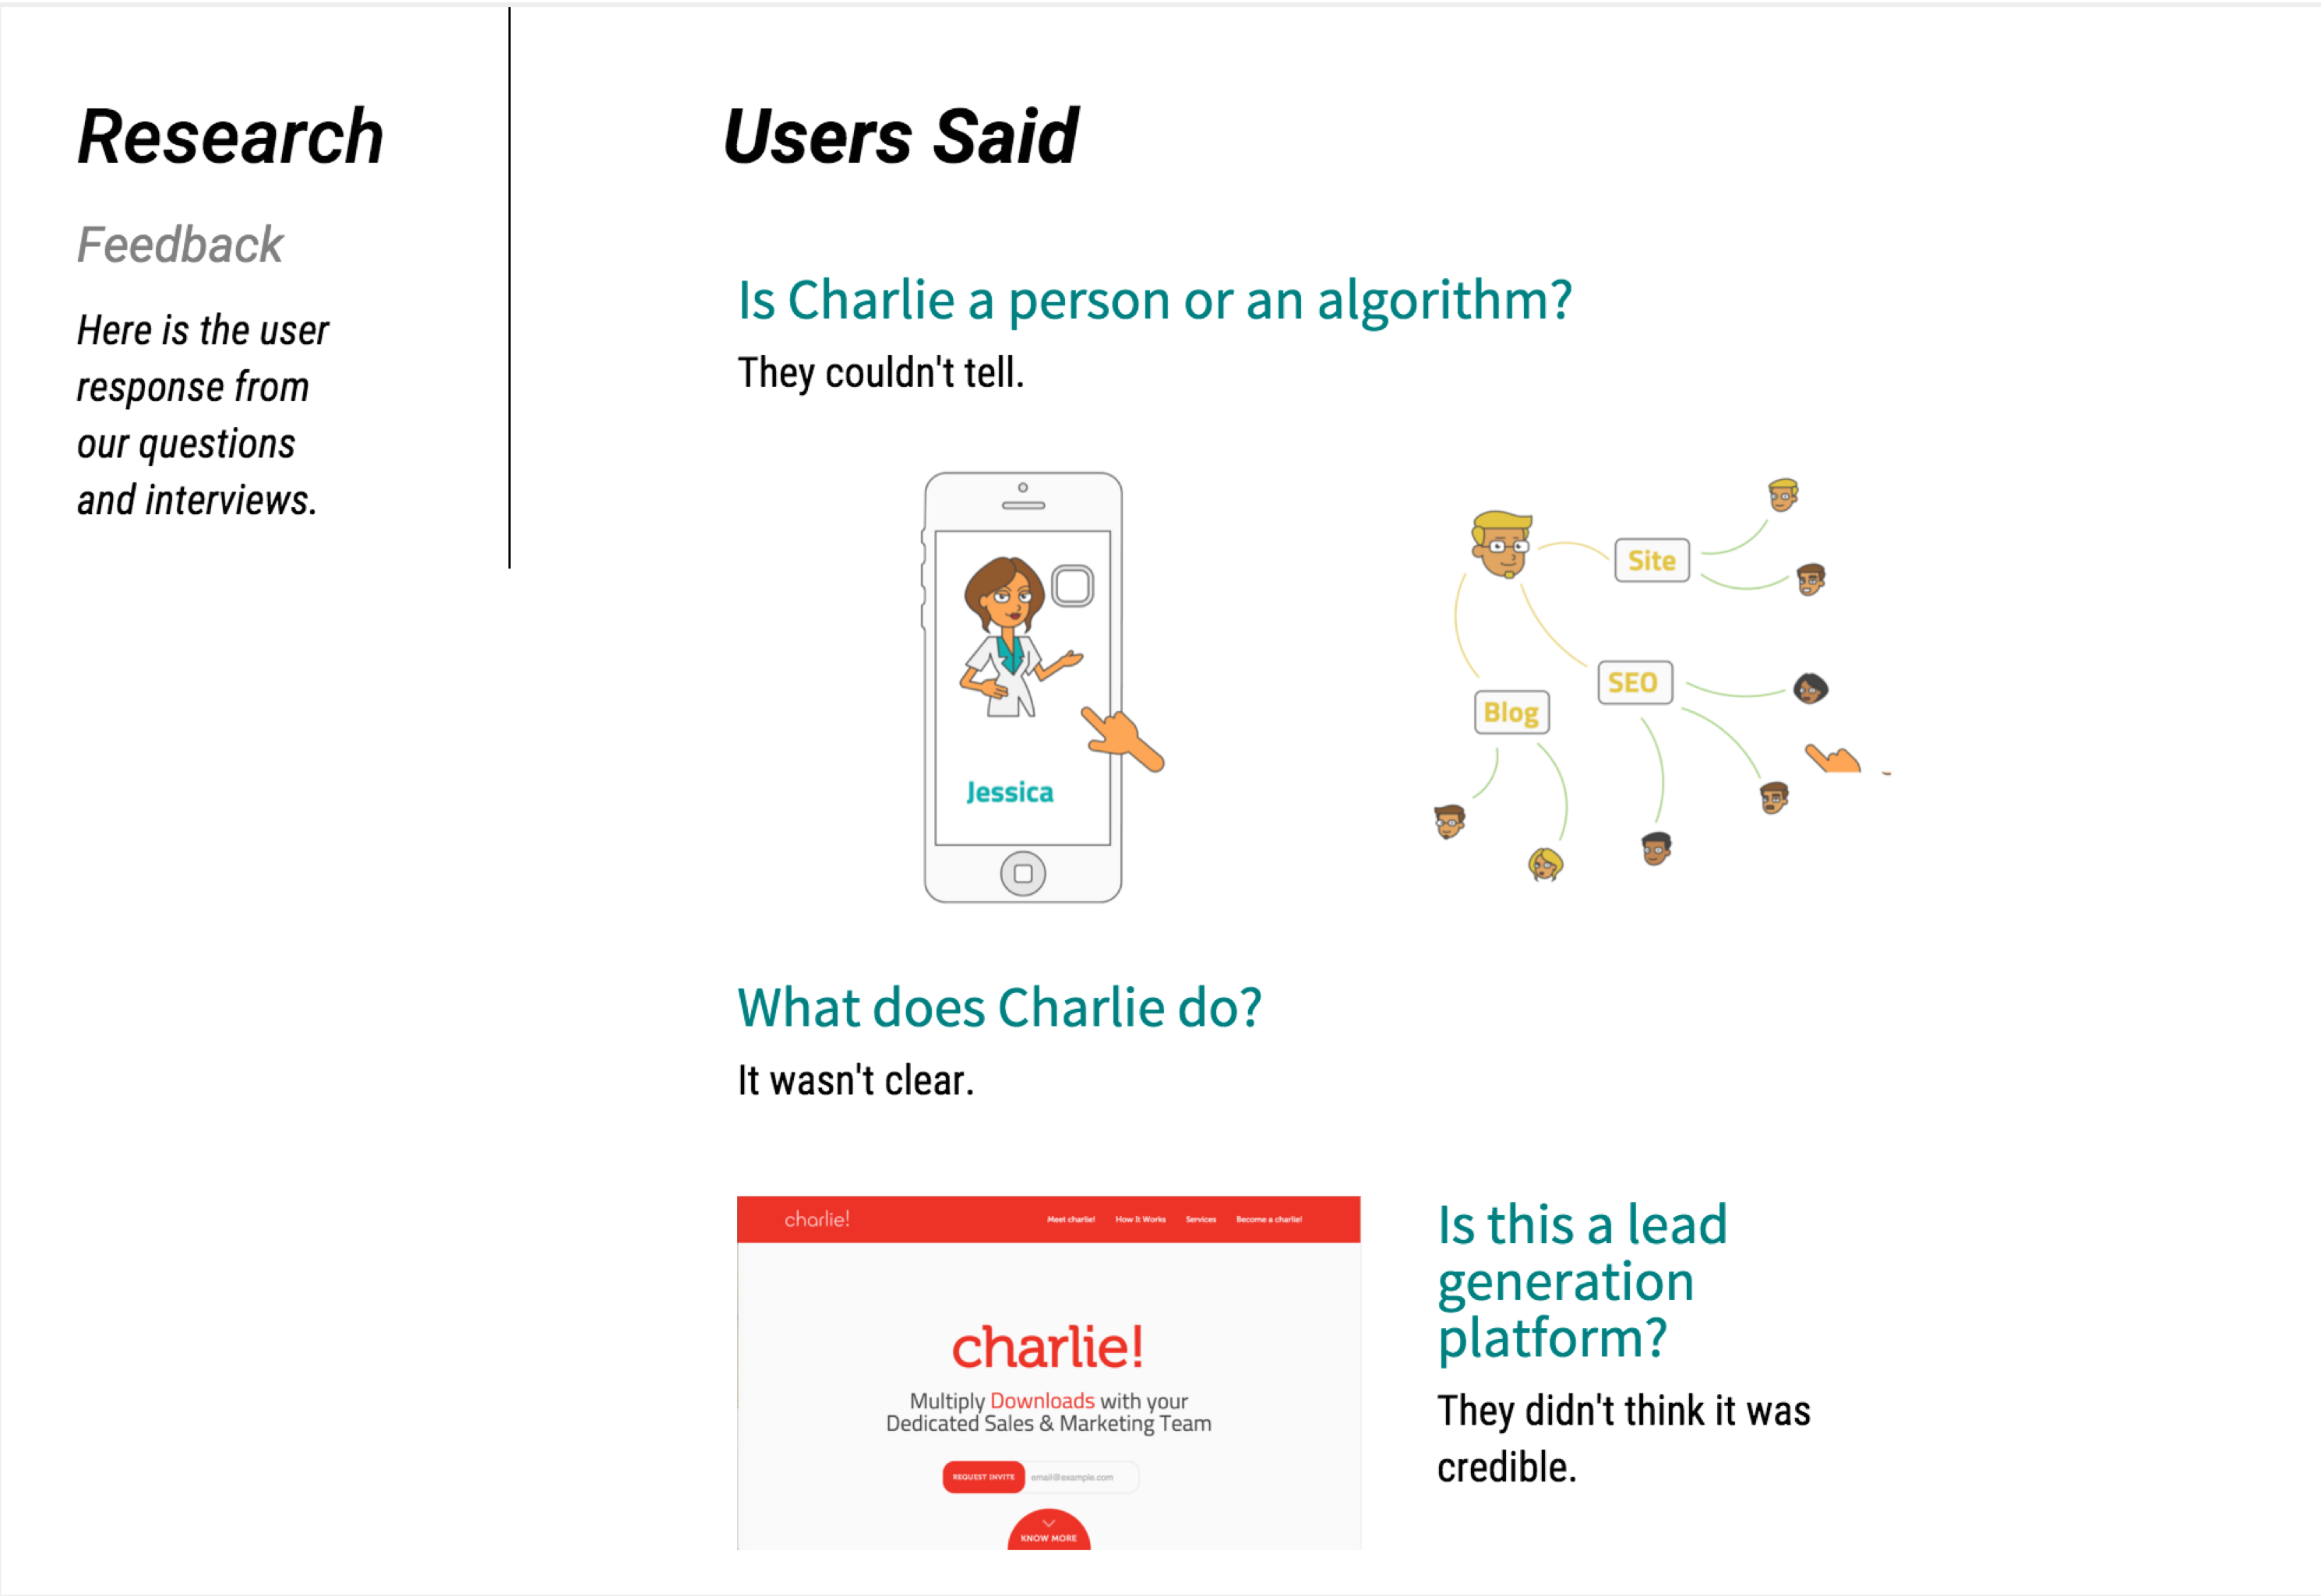 Research
Feedback
Here is the user
response from
our questions
and interviews.
Users Said
Is Charlie a person or an algorithm?
They couldn't tell.
Jessica
Site
SEO
Blog
What does Charlie do?
It wasn't clear.
charlie!
Meet charlie! How It Works Services Become a charlie!
charlie!
Multiply Downloads with your
Dedicated Sales & Marketing Team
REQUEST INVITE email@example.com
KNOW MORE
Is this a lead
generation
platform?
They didn't think it was
credible.